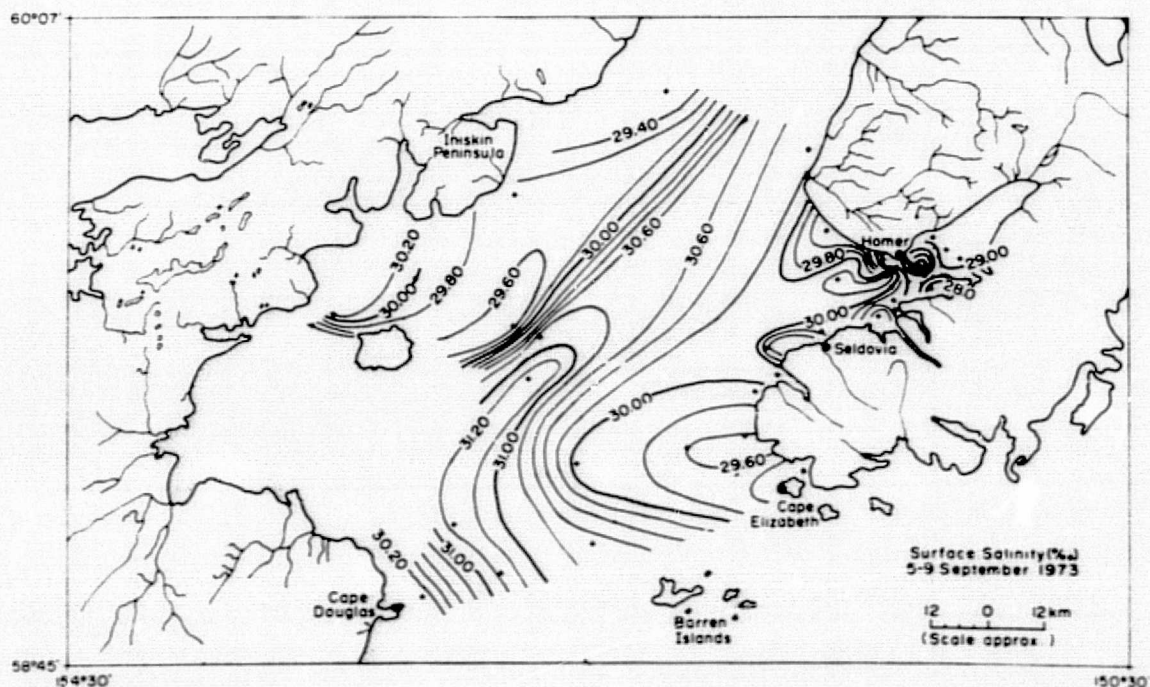 60°07'
Iniskin
Peninsula
29.40
30.20
30.00
30.60
30.60
30.00
29.80
29.60
Homer
29.80
29.00
28.0
30.00
Seldovia
30.00
31.20
31.00
29.60
Cape
Elizabeth
30.20
31.00
Surface Salinity (‰)
5-9 September 1973
Cape
Douglas
Barren
Islands
12 0 12 km
(Scale approx.)
58°45'
154°30'
150°30'